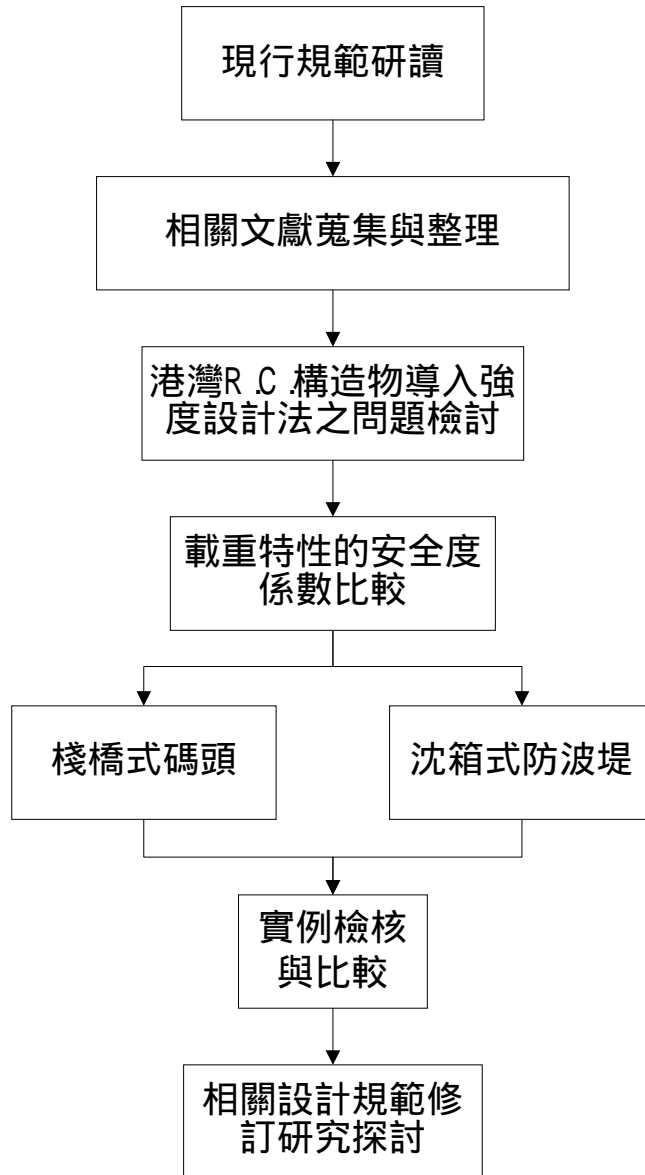 現行規範研讀
相關文獻蒐集與整理
港灣R.C.構造物導入強
度設計法之問題檢討
載重特性的安全度
係數比較
棧橋式碼頭
沈箱式防波堤
實例檢核
與比較
相關設計規範修
訂研究探討